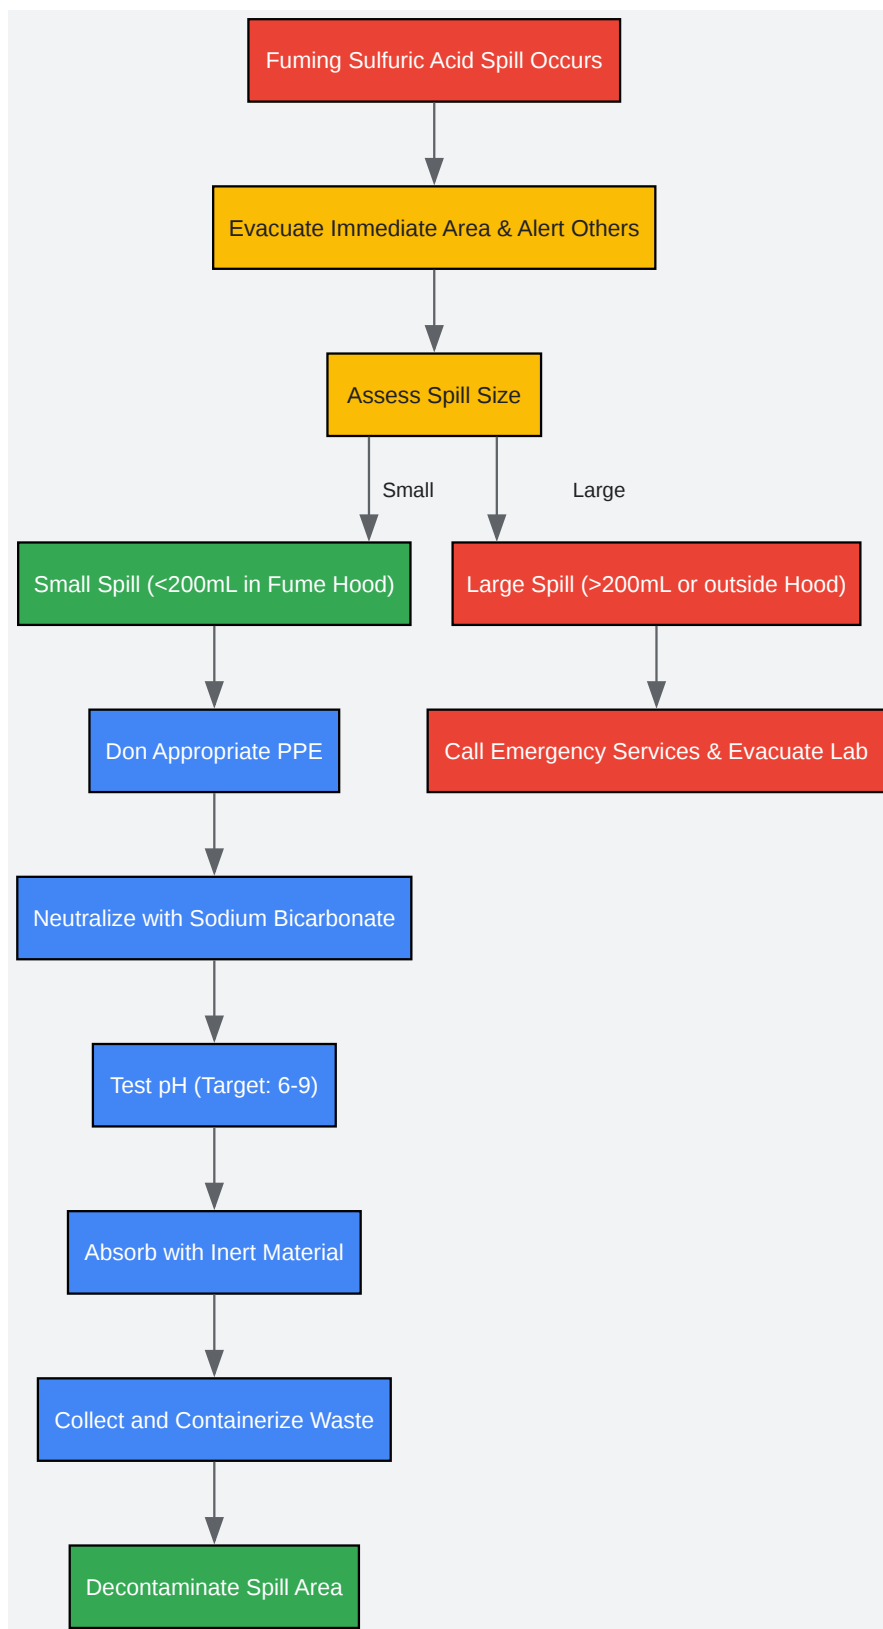 Fuming Sulfuric Acid Spill Occurs
Evacuate Immediate Area & Alert Others
Assess Spill Size
Small
Large
Small Spill (<200mL in Fume Hood)
Large Spill (>200mL or outside Hood)
Don Appropriate PPE
Call Emergency Services & Evacuate Lab
Neutralize with Sodium Bicarbonate
Test pH (Target: 6-9)
Absorb with Inert Material
Collect and Containerize Waste
Decontaminate Spill Area